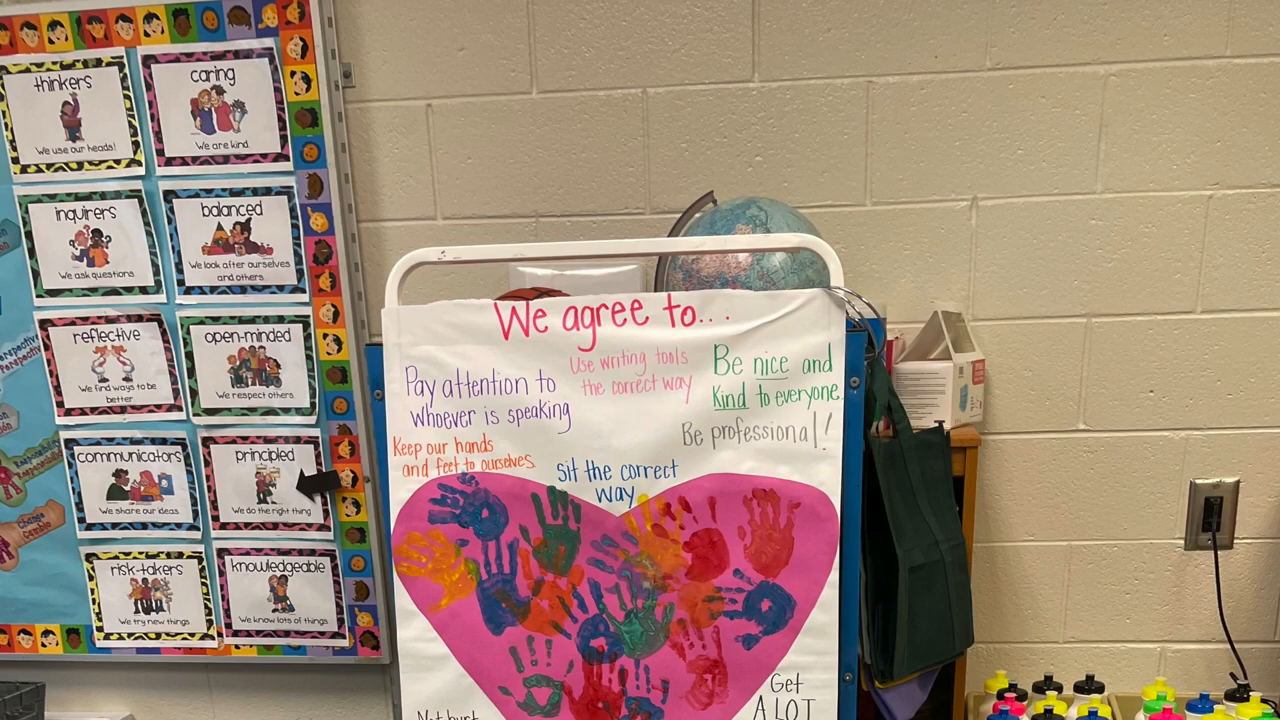 thinkers
We use our heads!
caring
We are kind.
inquirers
We ask questions.
balanced
We look after ourselves
and others.
reflective
We find ways to be
better
open-minded
We respect others.
communicators
We share our ideas
principled
We do the right thing
risk-takers
We try new things
knowledgeable
We know lots of things
Change
Cambio
We agree to...
Pay attention to
whoever is speaking
Use writing tools
the correct way
Be nice and
Kind to everyone.
Be professional!
Keep our hands
and feet to ourselves.
Sit the correct
way
Get
A LOT